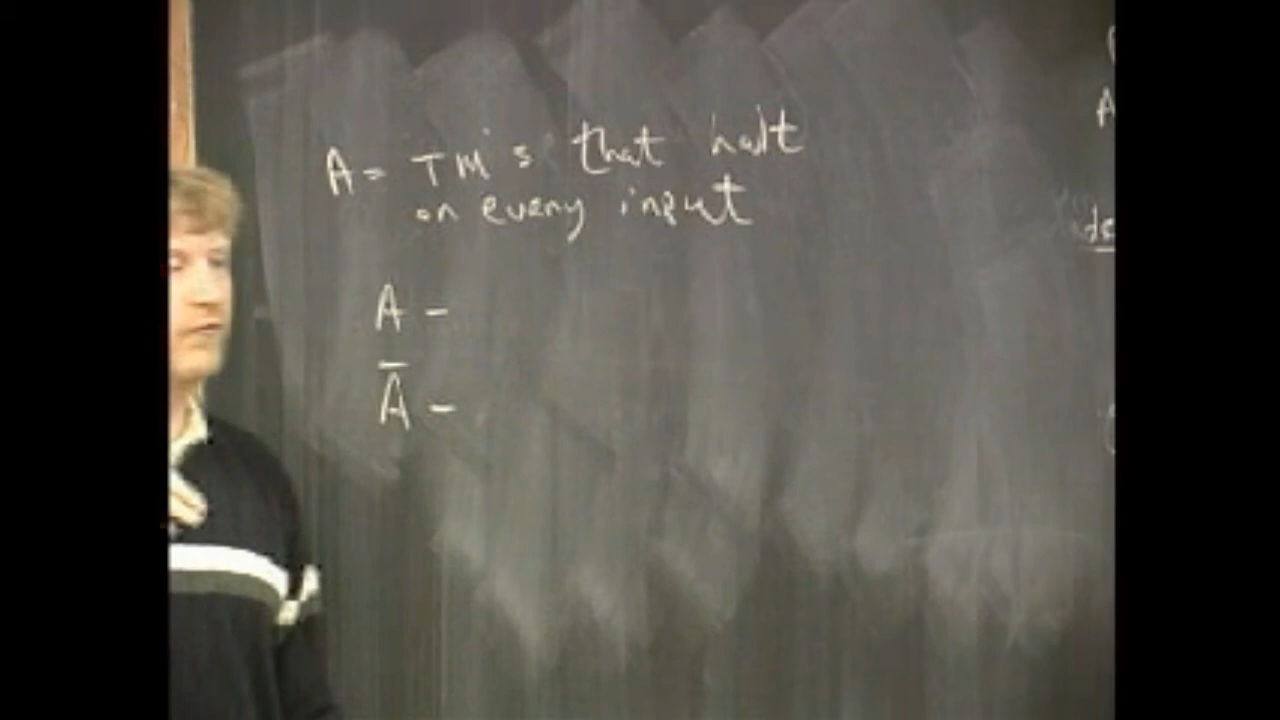 A = TM's that halt
on every input
A -
Ā -
A